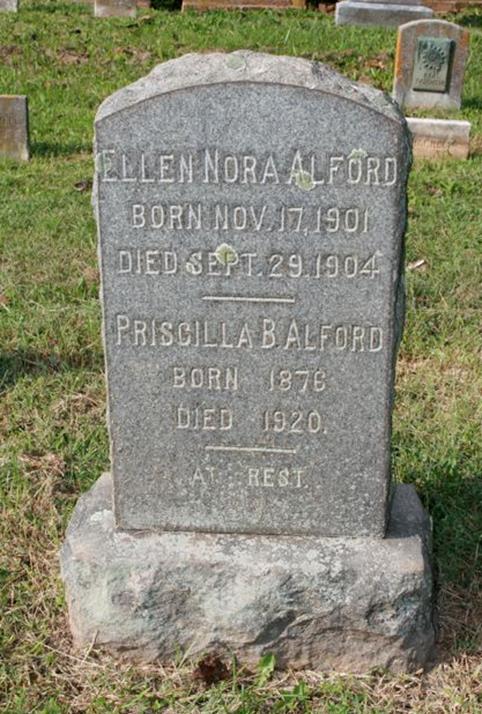 ELLEN NORA ALFORD
BORN NOV. 17, 1901
DIED SEPT. 29. 1904
PRISCILLA B. ALFORD
BORN 1876
DIED 1920.
AT REST.